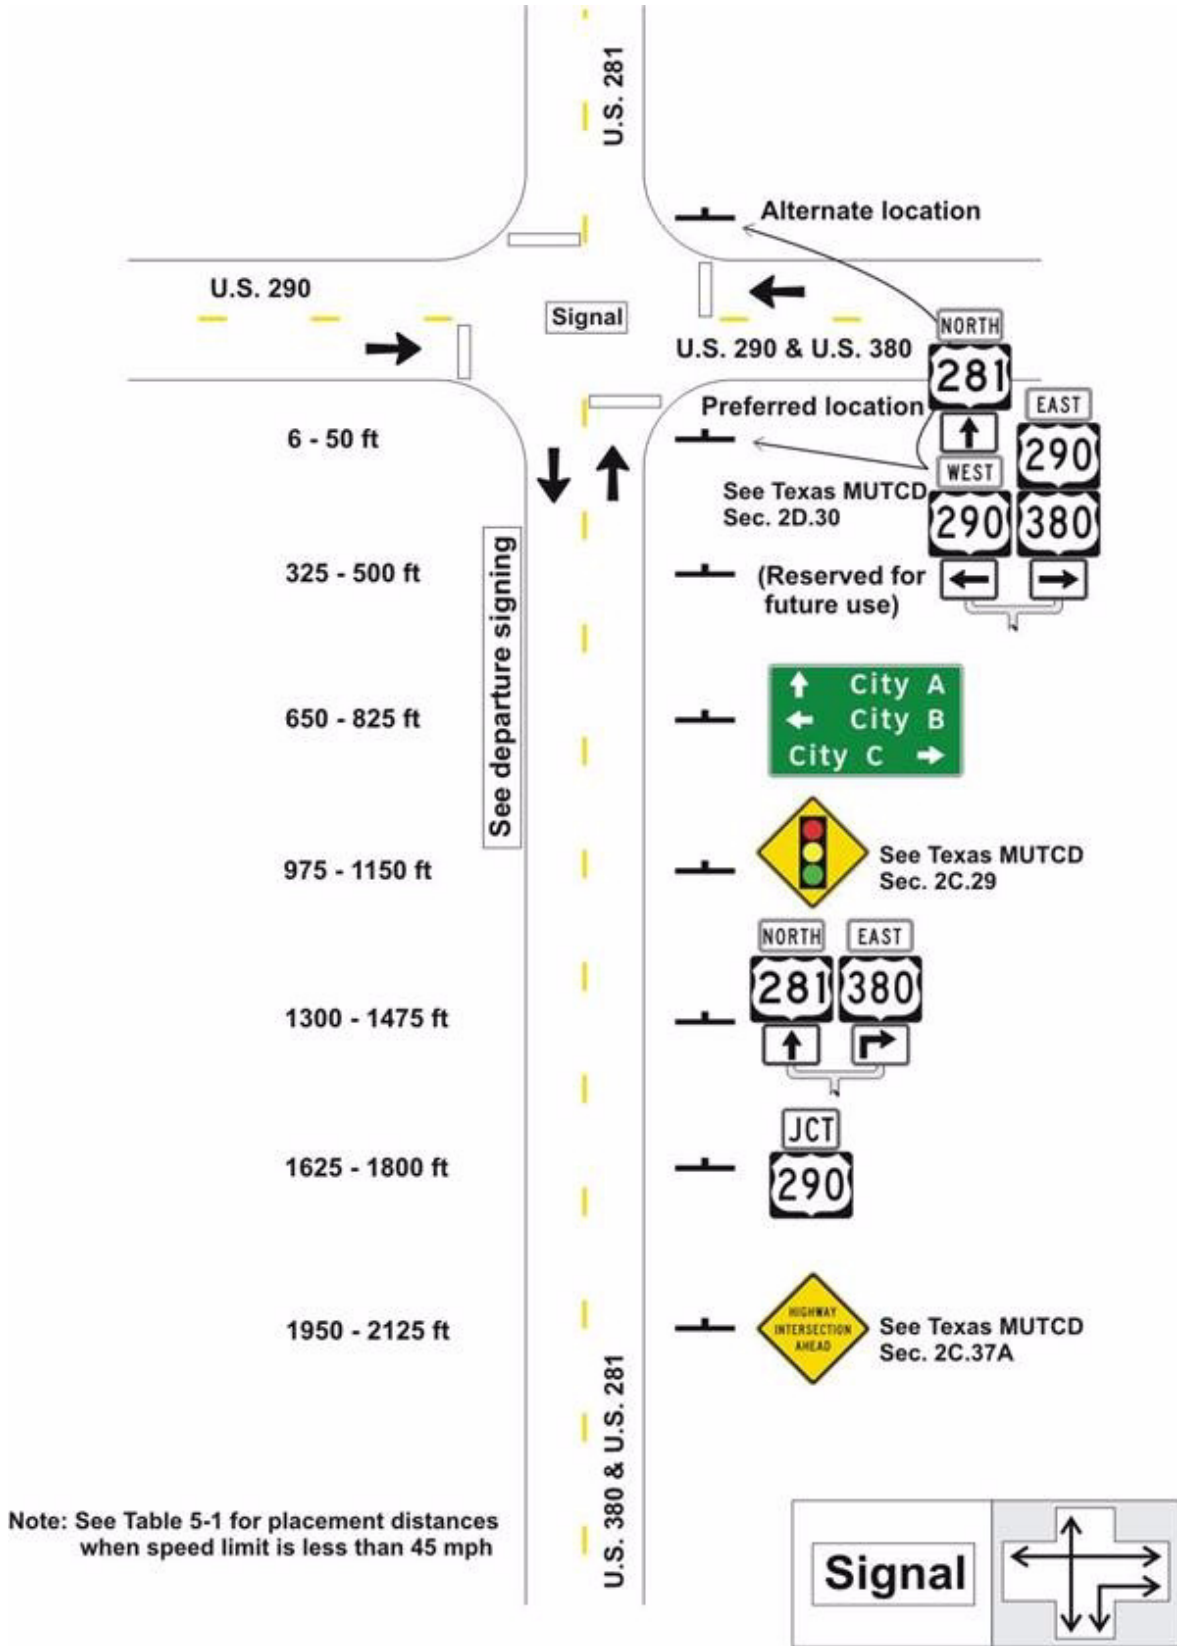 U.S. 281
Alternate location
U.S. 290
Signal
U.S. 290 & U.S. 380
NORTH
281
EAST
290
380
WEST
290
Preferred location
6 - 50 ft
See Texas MUTCD
Sec. 2D.30
325 - 500 ft
(Reserved for
future use)
See departure signing
650 - 825 ft
City A
City B
City C
975 - 1150 ft
See Texas MUTCD
Sec. 2C.29
NORTH EAST
281 380
1300 - 1475 ft
JCT
290
1625 - 1800 ft
HIGHWAY
INTERSECTION
AHEAD
1950 - 2125 ft
See Texas MUTCD
Sec. 2C.37A
U.S. 380 & U.S. 281
Note: See Table 5-1 for placement distances
when speed limit is less than 45 mph
Signal